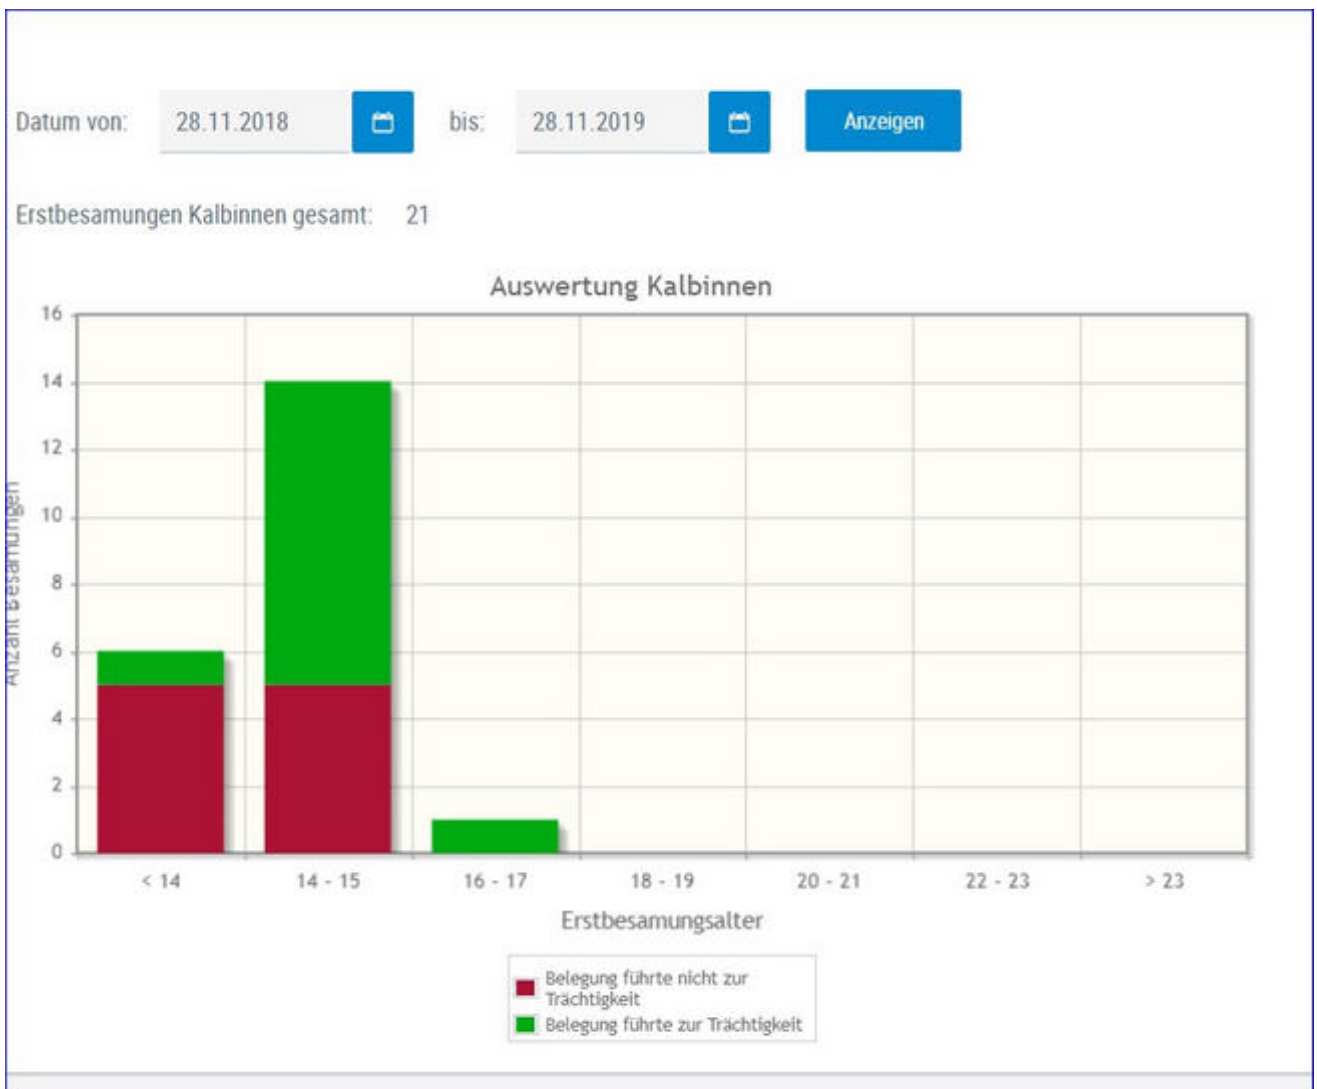 Datum von: 28.11.2018 bis: 28.11.2019 Anzeigen
Erstbesamungen Kalbinnen gesamt: 21
Auswertung Kalbinnen
16
14
12
10
8
6
4
2
0
Anzahl Besamungen
< 14 14 - 15 16 - 17 18 - 19 20 - 21 22 - 23 > 23
Erstbesamungsalter
Belegung führte nicht zur
Trächtigkeit
Belegung führte zur Trächtigkeit